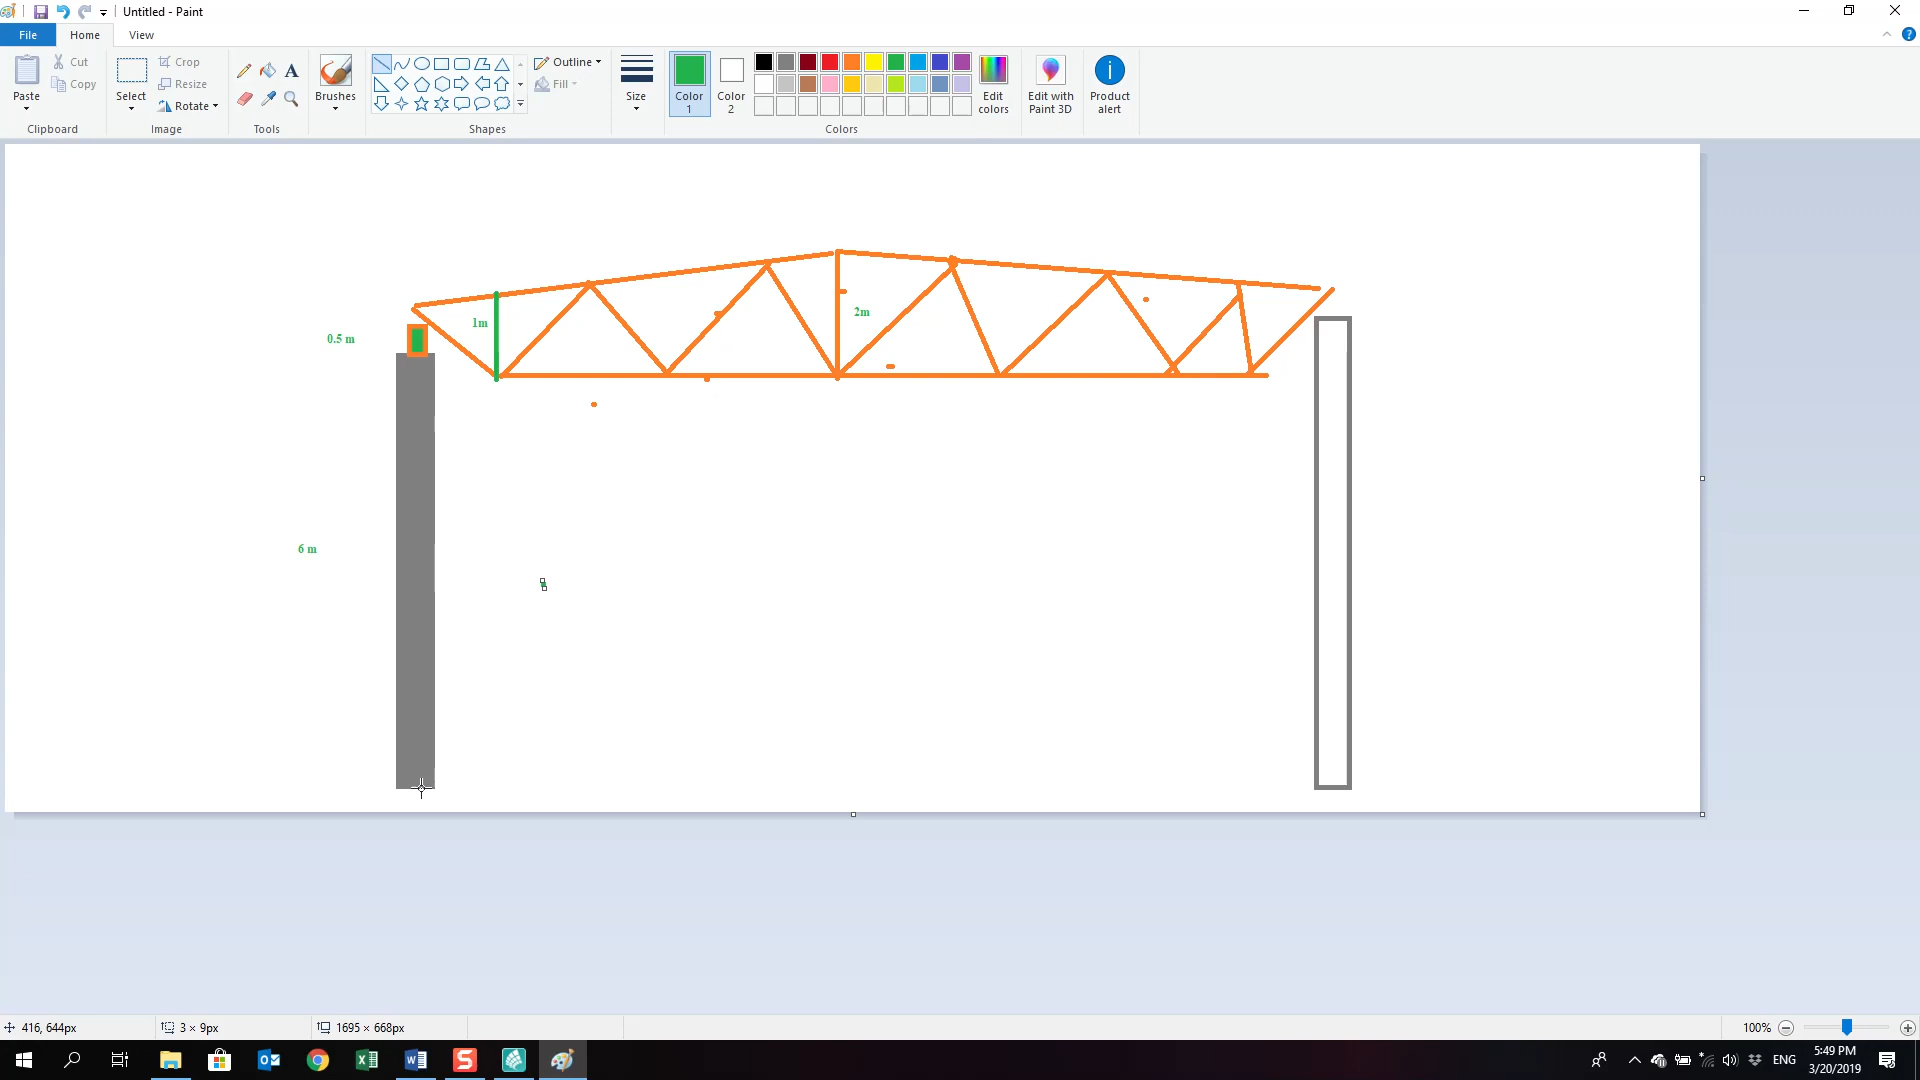 Untitled - Paint
File Home View
Paste
Cut
Copy
Clipboard
Select
Crop
Resize
Rotate
Image
Tools
Brushes
Shapes
Outline
Fill
Size
Color 1
Color 2
Edit colors
Colors
Edit with Paint 3D
Product alert
1m
2m
0.5 m
6 m
416, 644px
3 × 9px
1695 × 668px
100%
ENG
5:49 PM
3/20/2019